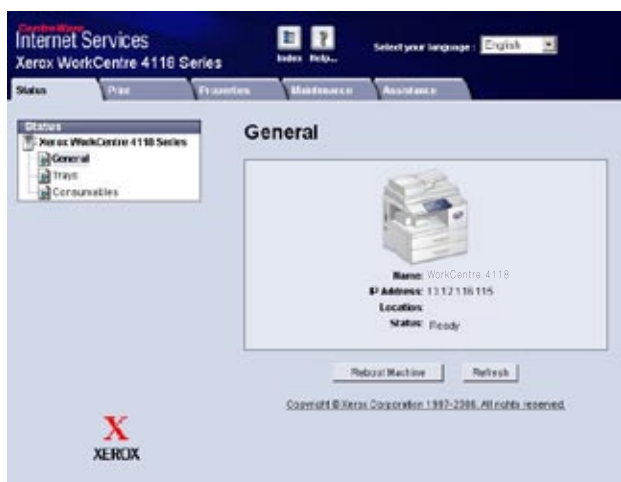 CentreWare
Internet Services
Xerox WorkCentre 4118 Series
Index Help...
Select your language : English
Status Print Properties Maintenance Assistance
Status
Xerox WorkCentre 4118 Series
General
Trays
Consumables
General
Name: WorkCentre 4118
IP Address: 13.12.116.115
Location:
Status: Ready
Reboot Machine Refresh
Copyright © Xerox Corporation 1997-2006. All rights reserved.
X
XEROX